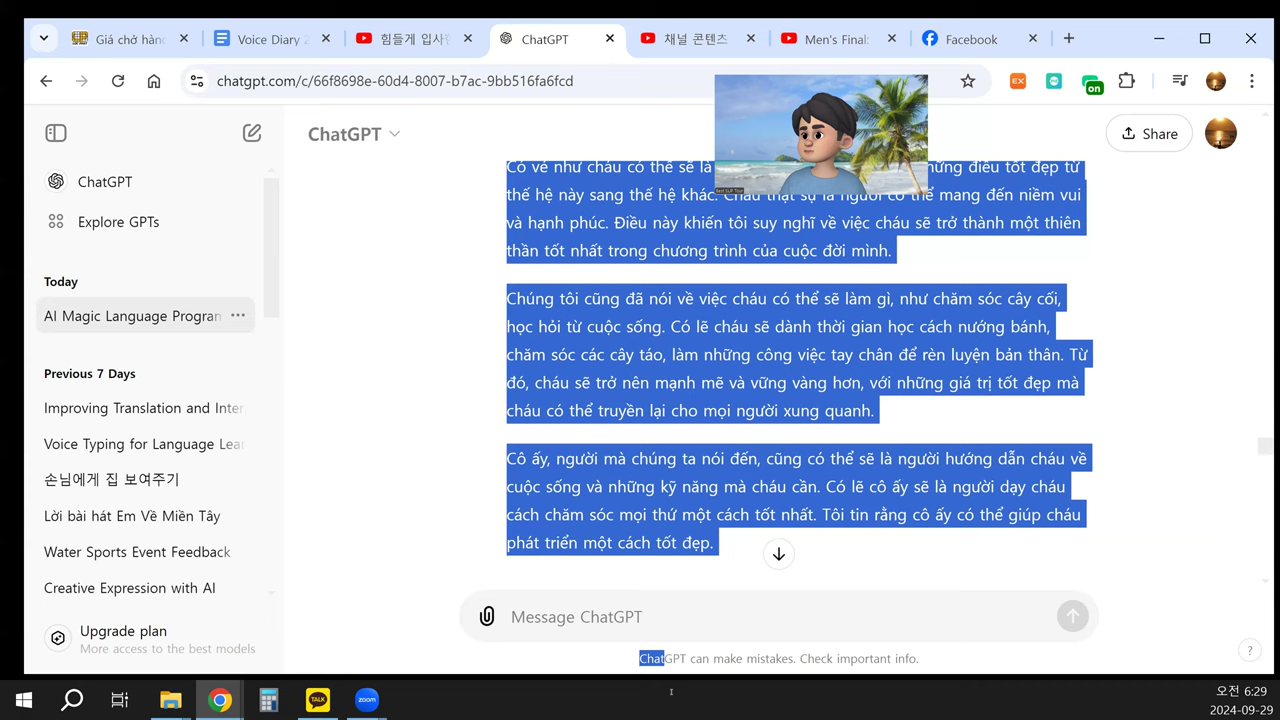 Giá chở hàn
Voice Diary 2
힘들게 입사한
ChatGPT
채널 콘텐츠
Men's Final:
Facebook
chatgpt.com/c/66f8698e-60d4-8007-b7ac-9bb516fa6fcd
EX
on
ChatGPT
Share
ChatGPT
Explore GPTs
Today
AI Magic Language Progran
Previous 7 Days
Improving Translation and Inter
Voice Typing for Language Lea
손님에게 집 보여주기
Lời bài hát Em Về Miền Tây
Water Sports Event Feedback
Creative Expression with AI
Upgrade plan
More access to the best models
Có vẻ như cháu có thể sẽ là những điều tốt đẹp từ
thế hệ này sang thế hệ khác. Cháu thật sự là người có thể mang đến niềm vui
và hạnh phúc. Điều này khiến tôi suy nghĩ về việc cháu sẽ trở thành một thiên
thần tốt nhất trong chương trình của cuộc đời mình.
Chúng tôi cũng đã nói về việc cháu có thể sẽ làm gì, như chăm sóc cây cối,
học hỏi từ cuộc sống. Có lẽ cháu sẽ dành thời gian học cách nướng bánh,
chăm sóc các cây táo, làm những công việc tay chân để rèn luyện bản thân. Từ
đó, cháu sẽ trở nên mạnh mẽ và vững vàng hơn, với những giá trị tốt đẹp mà
cháu có thể truyền lại cho mọi người xung quanh.
Cô ấy, người mà chúng ta nói đến, cũng có thể sẽ là người hướng dẫn cháu về
cuộc sống và những kỹ năng mà cháu cần. Có lẽ cô ấy sẽ là người dạy cháu
cách chăm sóc mọi thứ một cách tốt nhất. Tôi tin rằng cô ấy có thể giúp cháu
phát triển một cách tốt đẹp.
Message ChatGPT
ChatGPT can make mistakes. Check important info.
?
TALK
zoom
오전 6:29
2024-09-29